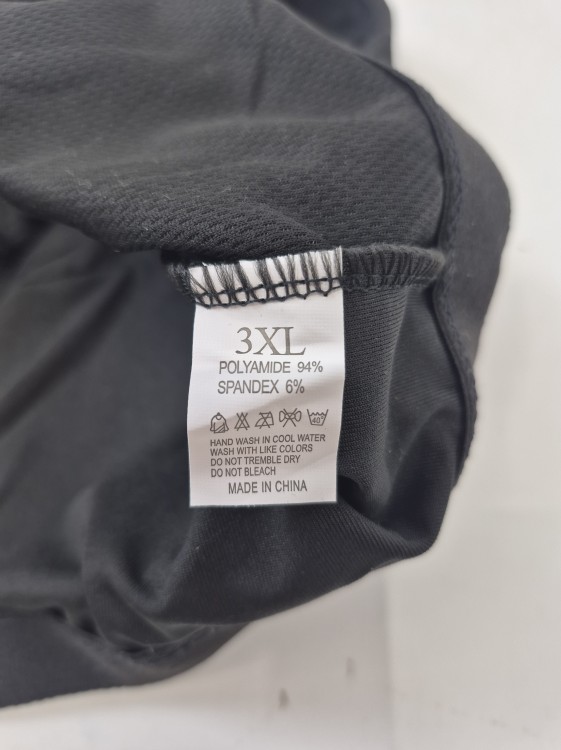 3XL
POLYAMIDE 94%
SPANDEX 6%
40°
HAND WASH IN COOL WATER
WASH WITH LIKE COLORS
DO NOT TREMBLE DRY
DO NOT BLEACH
MADE IN CHINA